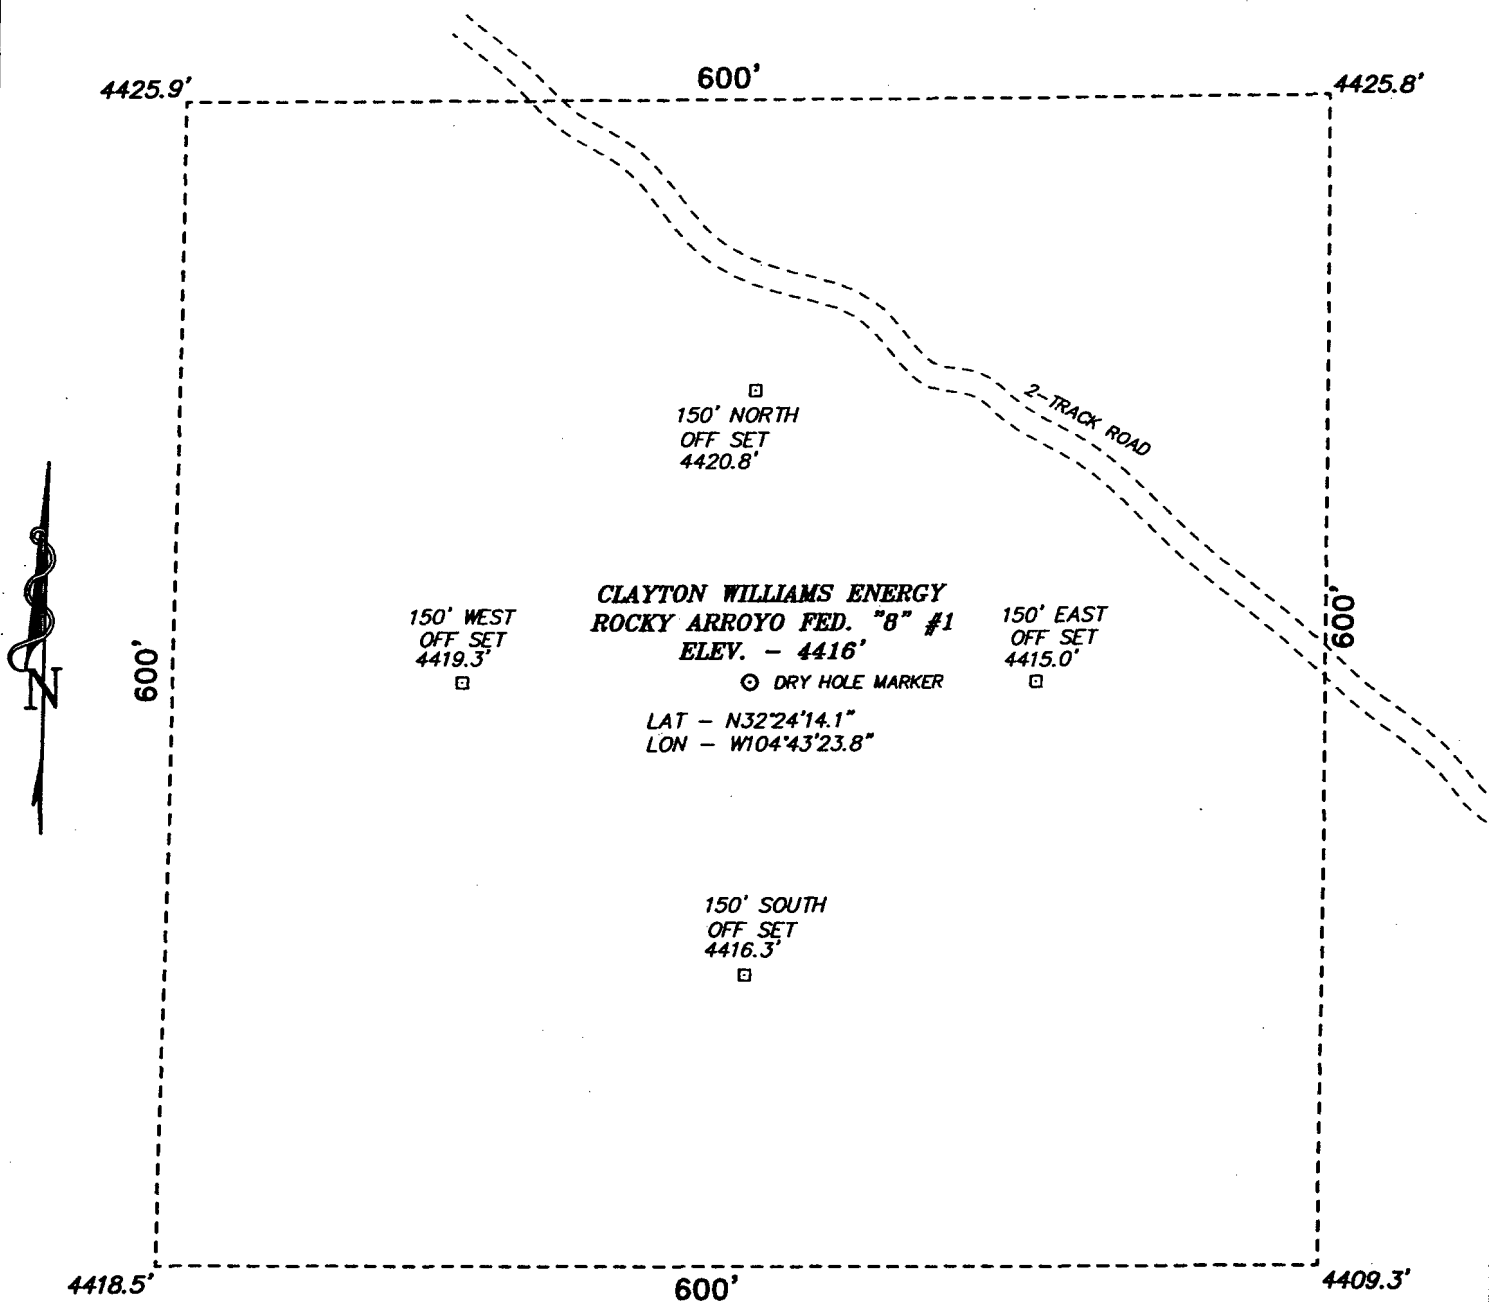 600'
4425.9'
4425.8'
2-TRACK ROAD
150' NORTH
OFF SET
4420.8'
CLAYTON WILLIAMS ENERGY
ROCKY ARROYO FED. "8" #1
ELEV. - 4416'
150' WEST
OFF SET
4419.3'
150' EAST
OFF SET
4415.0'
600'
600'
N
DRY HOLE MARKER
LAT - N32°24'14.1"
LON - W104°43'23.8"
150' SOUTH
OFF SET
4416.3'
4418.5'
600'
4409.3'